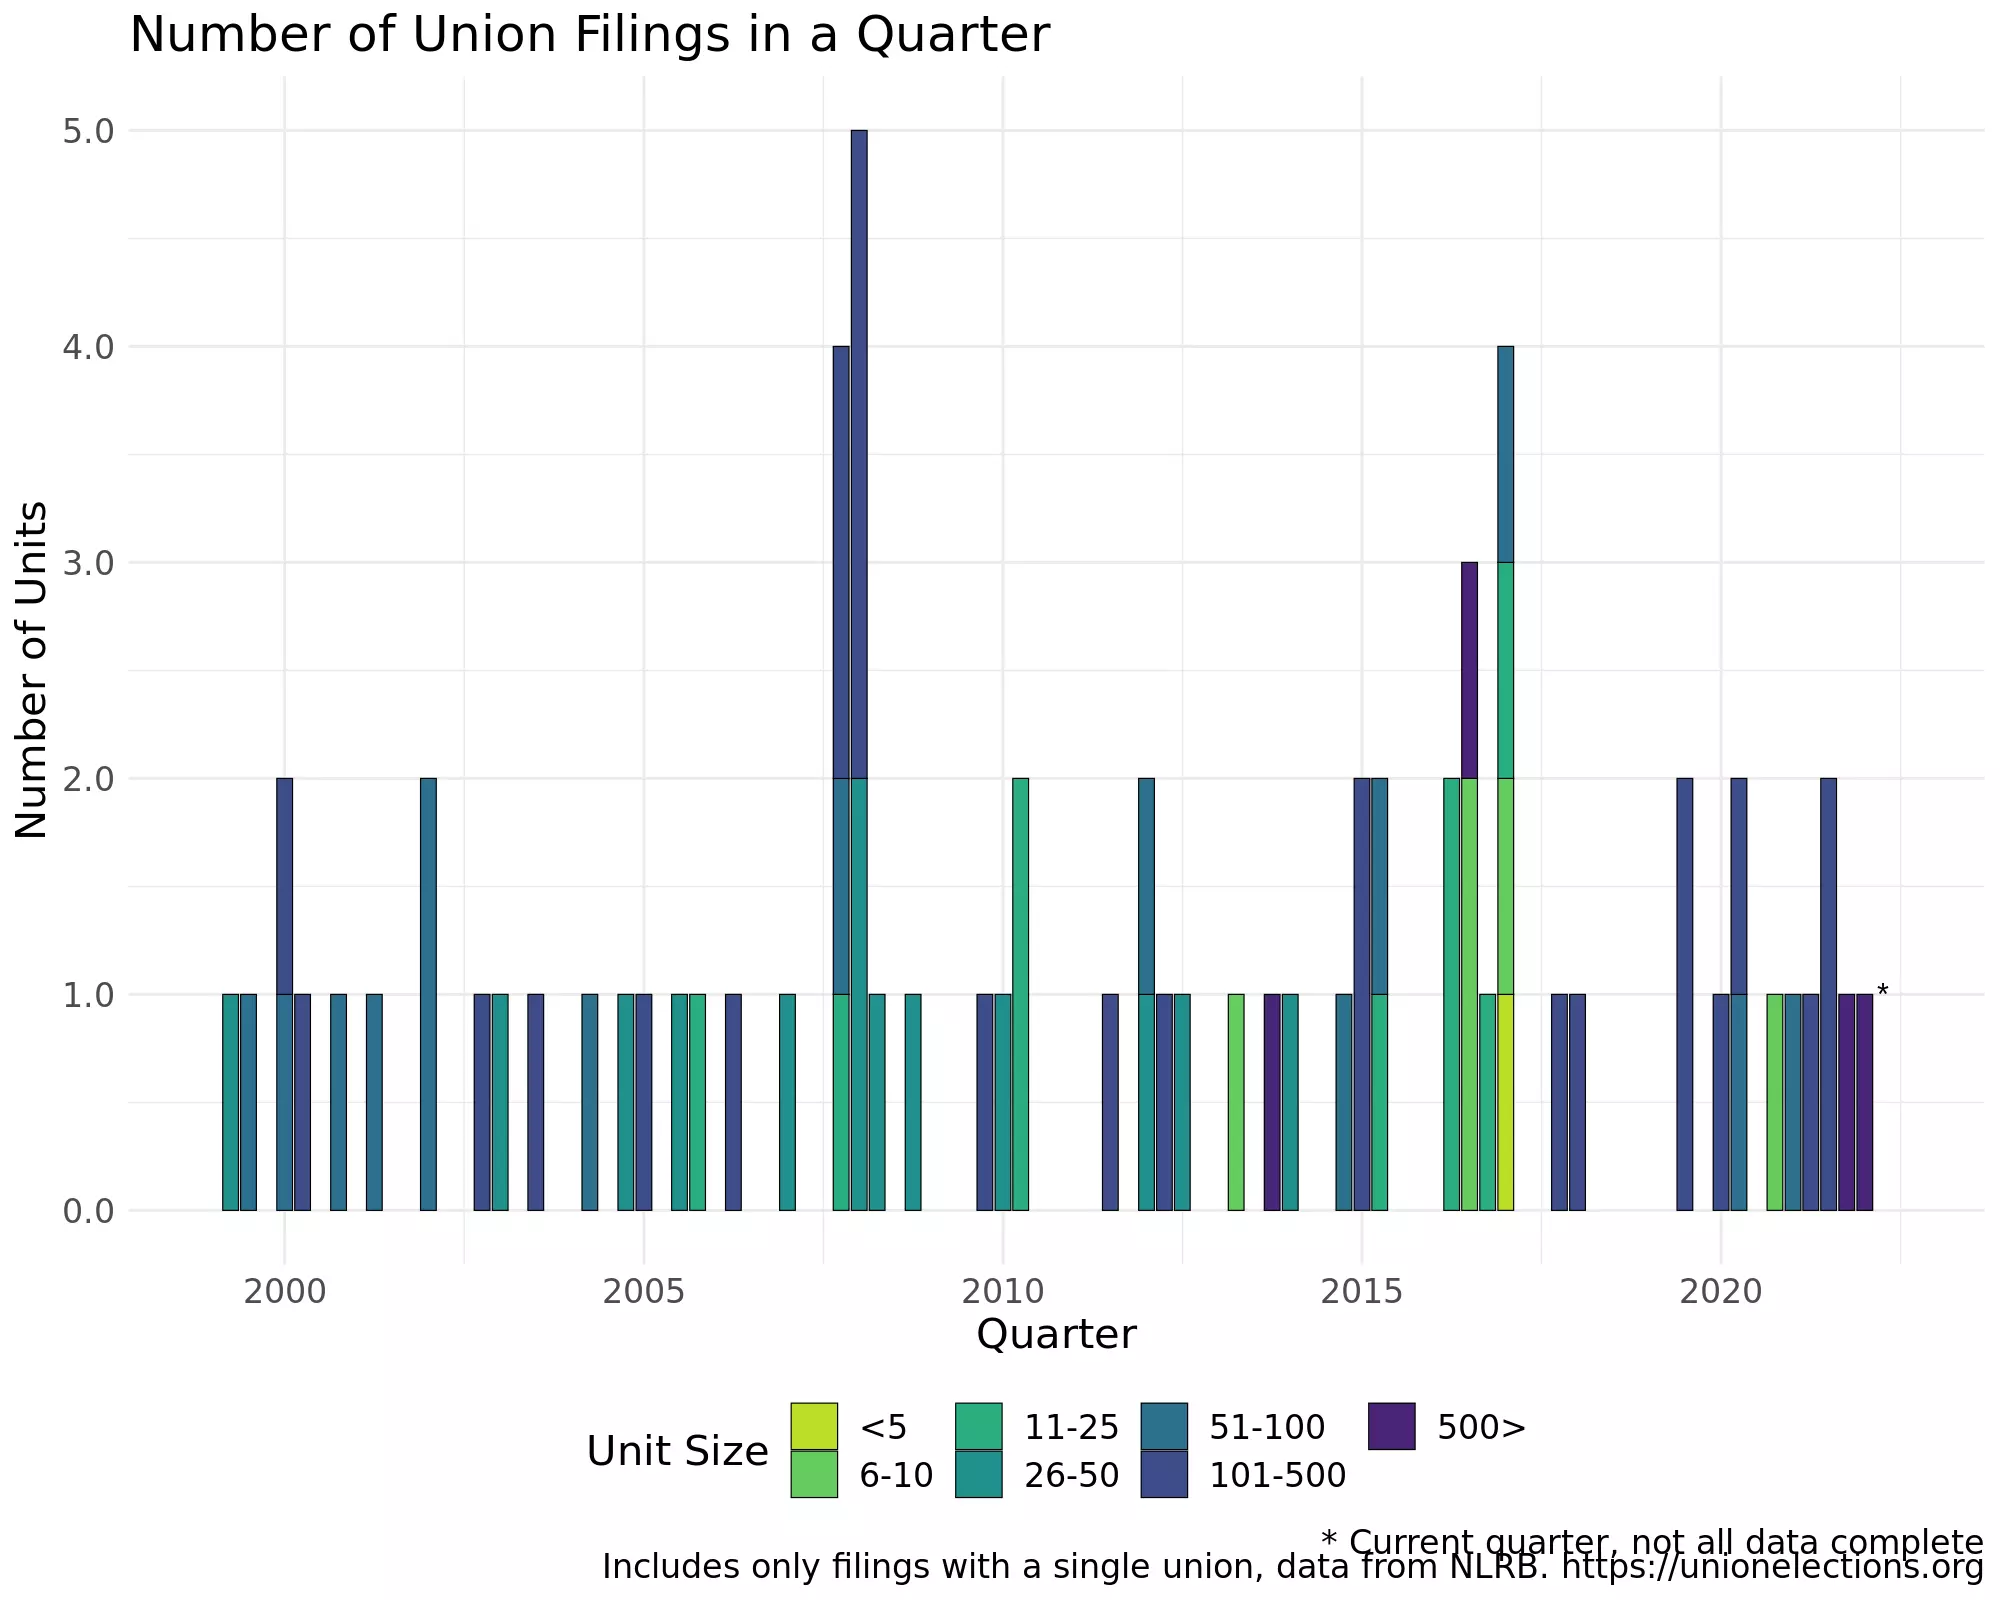 Number of Union Filings in a Quarter
5.0
4.0
3.0
2.0
1.0
0.0
Number of Units
*
2000 2005 2010 2015 2020
Quarter
Unit Size
<5 11-25 51-100 500>
6-10 26-50 101-500
* Current quarter, not all data complete
Includes only filings with a single union, data from NLRB. https://unionelections.org